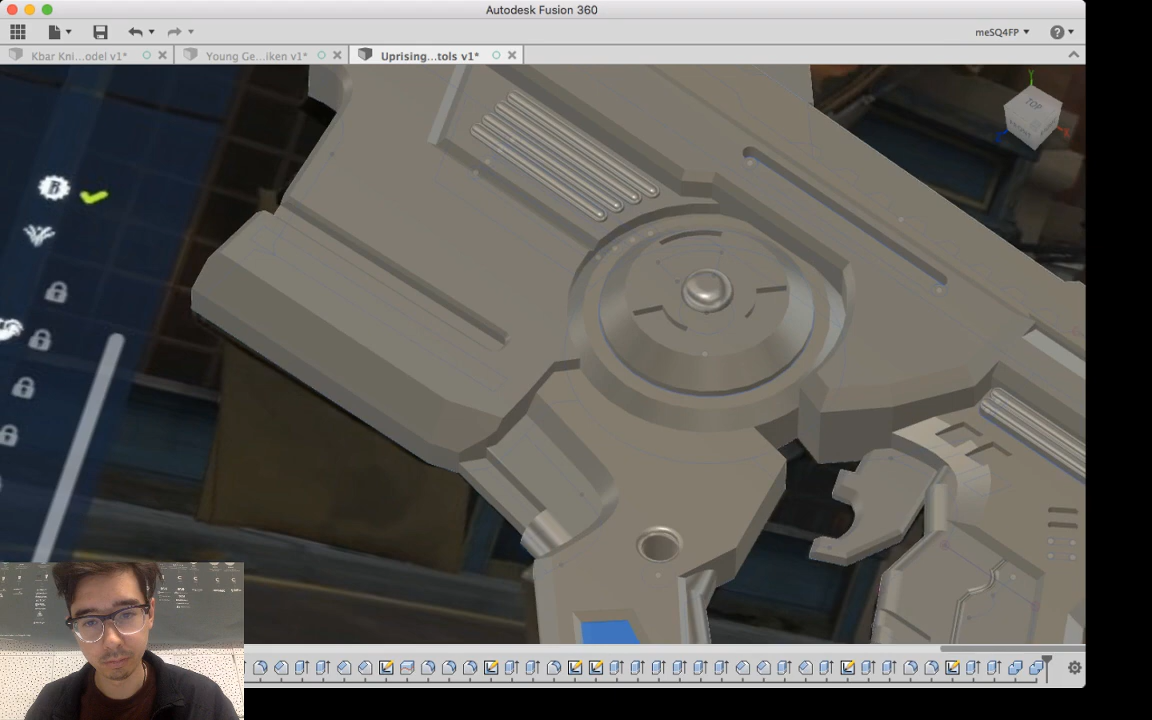 Autodesk Fusion 360
meSQ4FP
Kbar Kni...odel v1*
Young Ge...iken v1*
Uprising...tols v1*
TOP